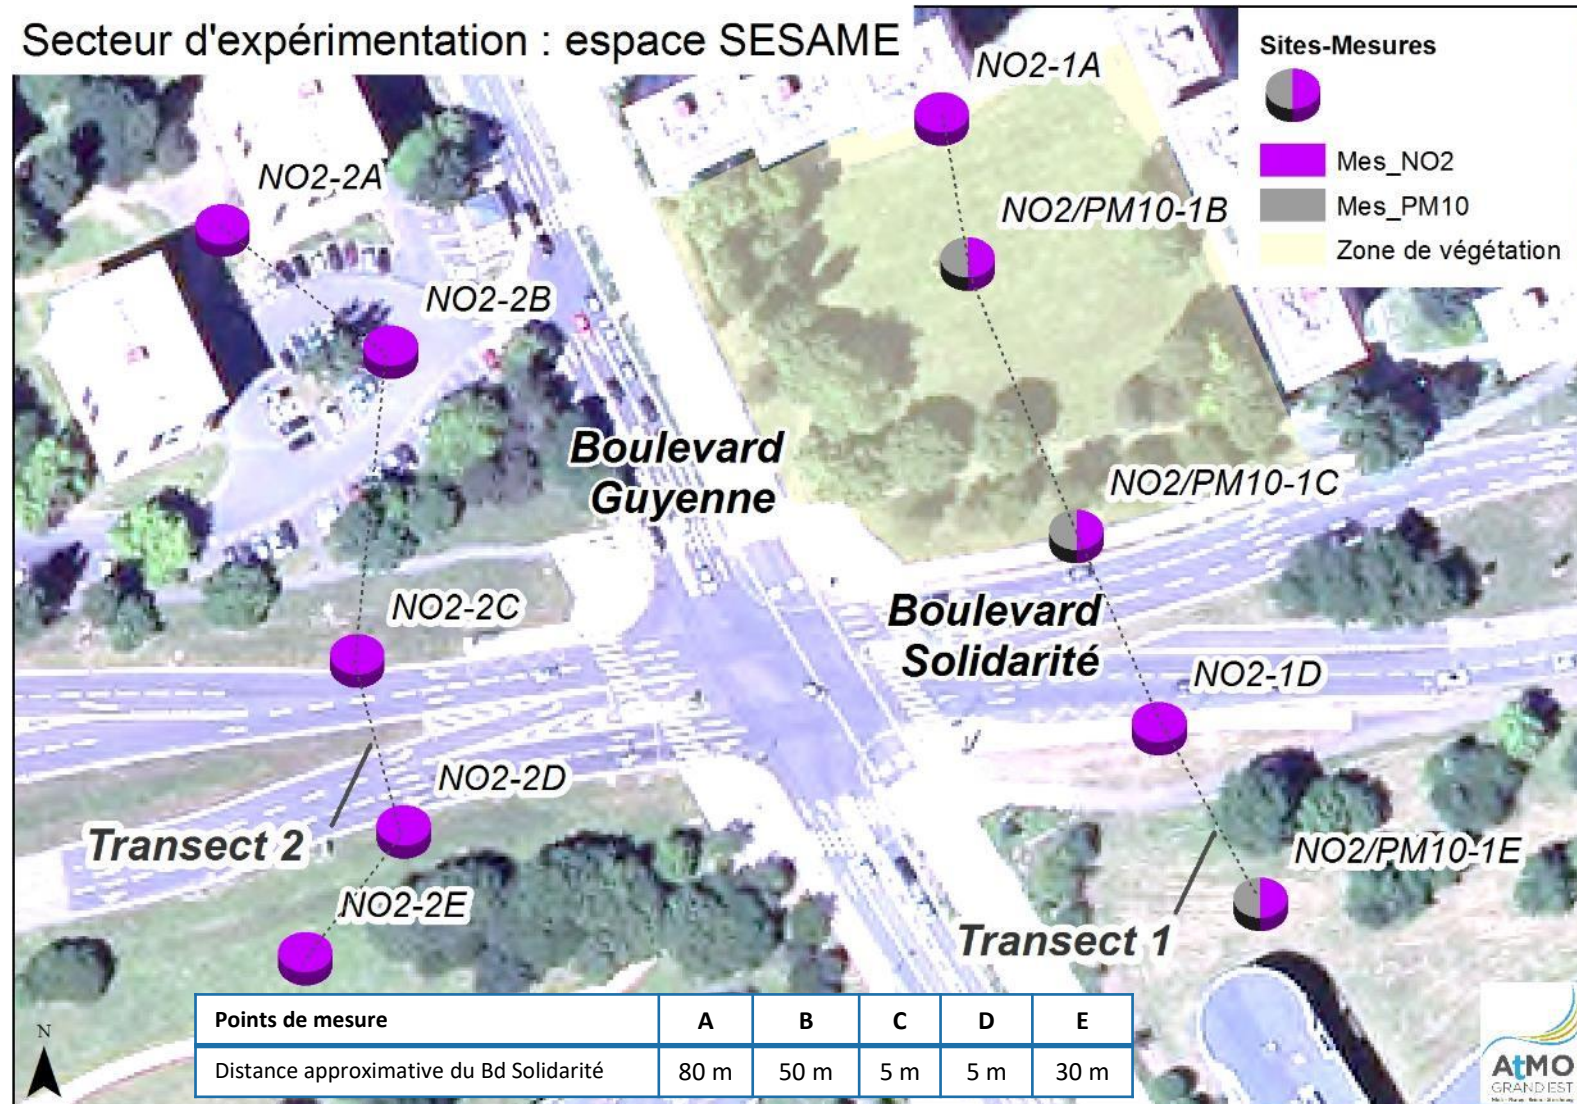 Secteur d'expérimentation : espace SESAME
Sites-Mesures
Mes_NO2
Mes_PM10
Zone de végétation
NO2-1A
NO2/PM10-1B
NO2-2A
NO2-2B
Boulevard
Guyenne
NO2/PM10-1C
NO2-2C
Boulevard
Solidarité
NO2-1D
NO2-2D
Transect 2
NO2/PM10-1E
NO2-2E
Transect 1
N
Points de mesure A B C D E
Distance approximative du Bd Solidarité 80 m 50 m 5 m 5 m 30 m
AtMO
GRAND EST